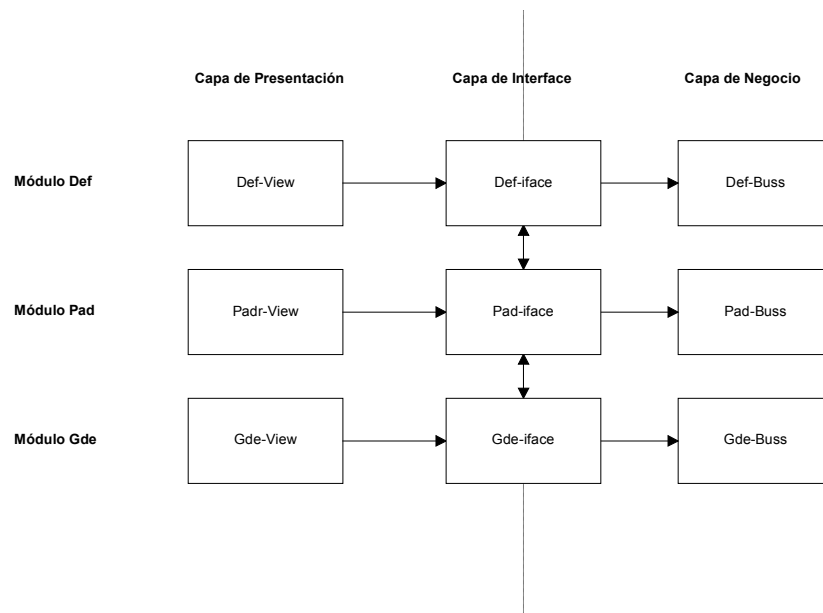 Capa de Presentación
Capa de Interface
Capa de Negocio
Módulo Def
Def-View
Def-iface
Def-Buss
Módulo Pad
Padr-View
Pad-iface
Pad-Buss
Módulo Gde
Gde-View
Gde-iface
Gde-Buss